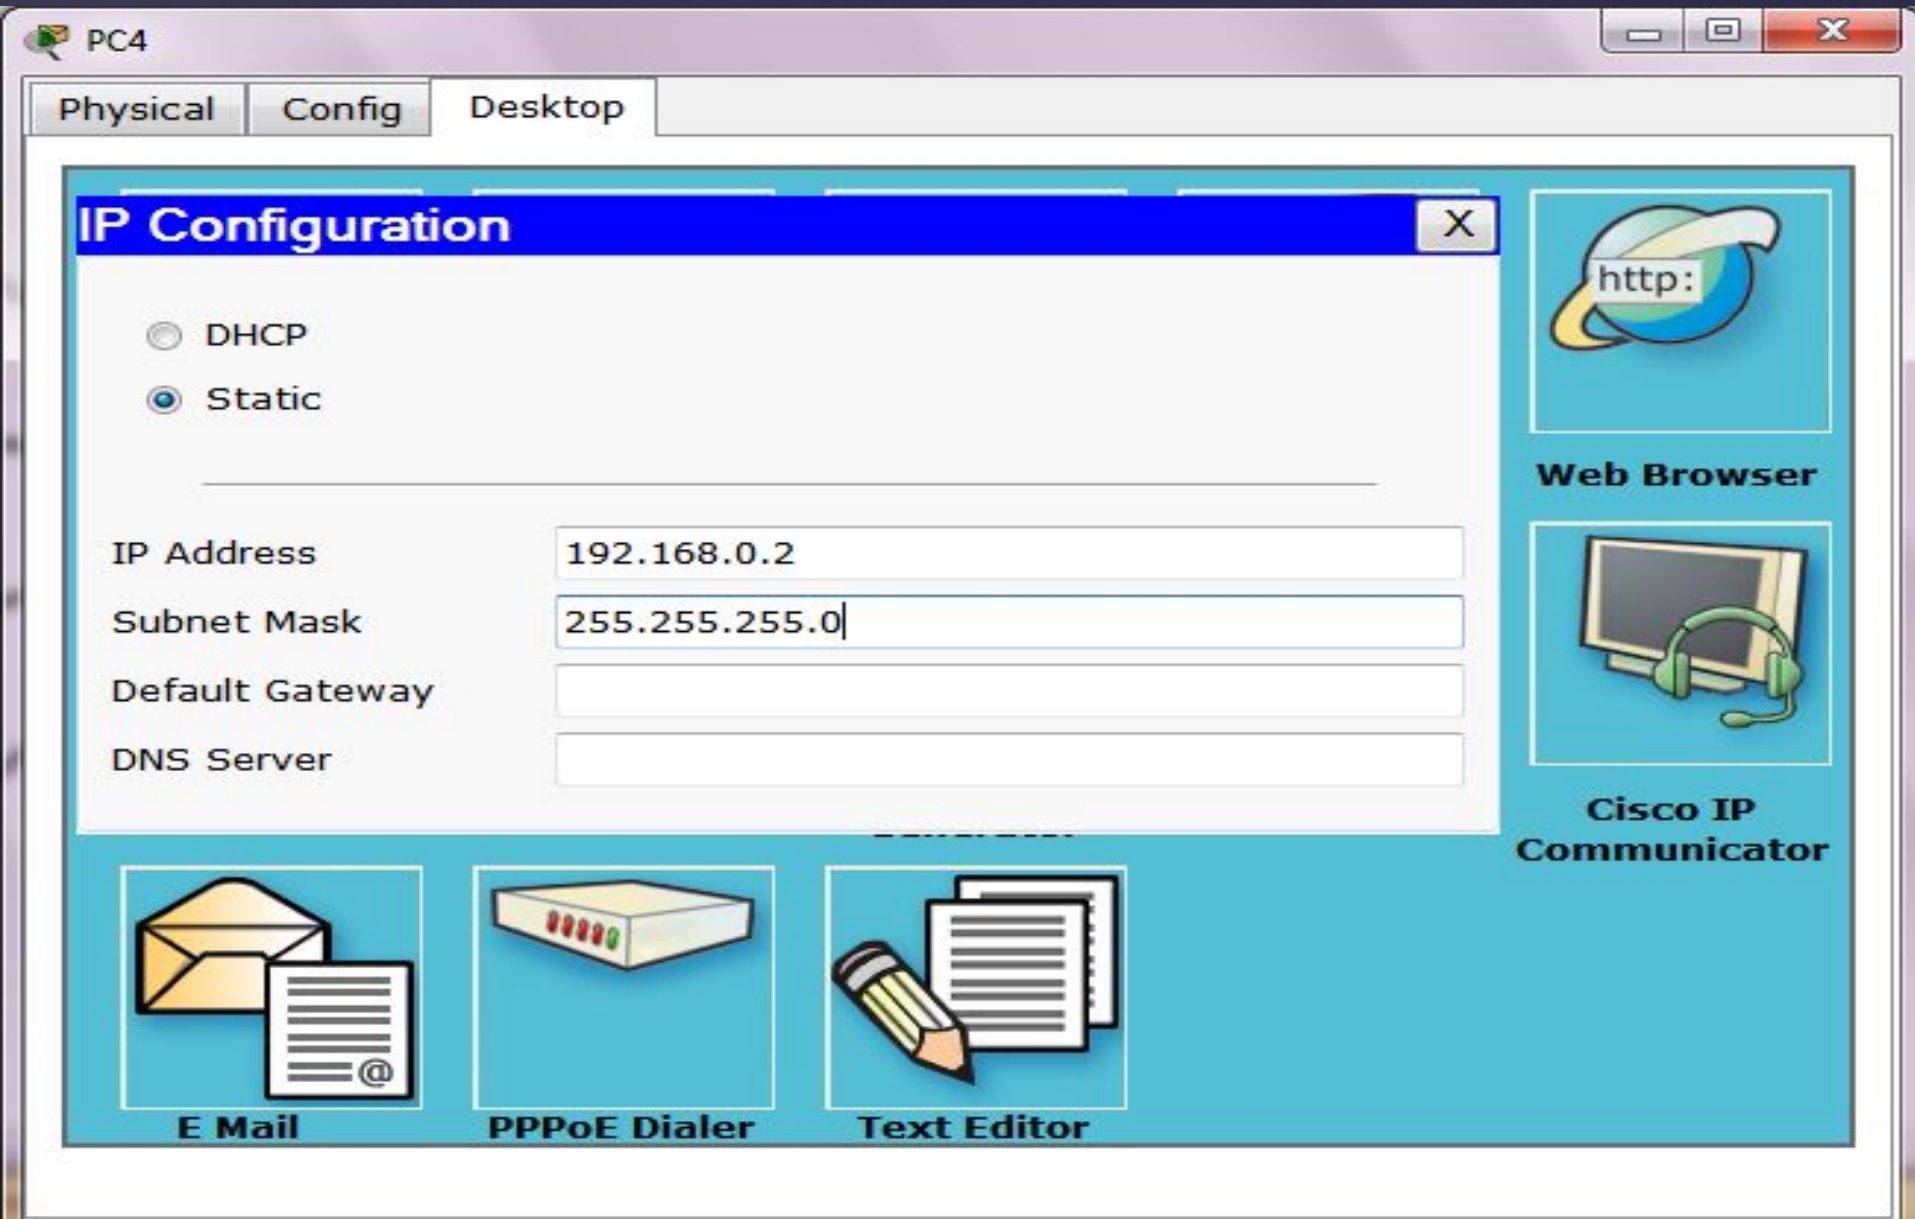 PC4
Physical Config Desktop
IP Configuration X
http:
DHCP
Static
Web Browser
IP Address 192.168.0.2
Subnet Mask 255.255.255.0
Default Gateway
DNS Server
Cisco IP
Communicator
@
E Mail PPPoE Dialer Text Editor